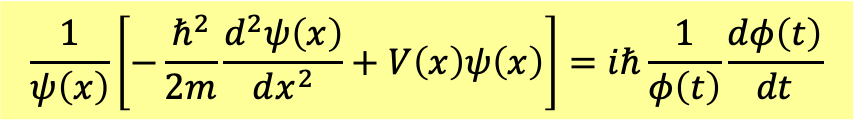 1/ψ(x) [−ħ²/2m d²ψ(x)/dx² + V(x)ψ(x)] = iħ 1/ϕ(t) dϕ(t)/dt